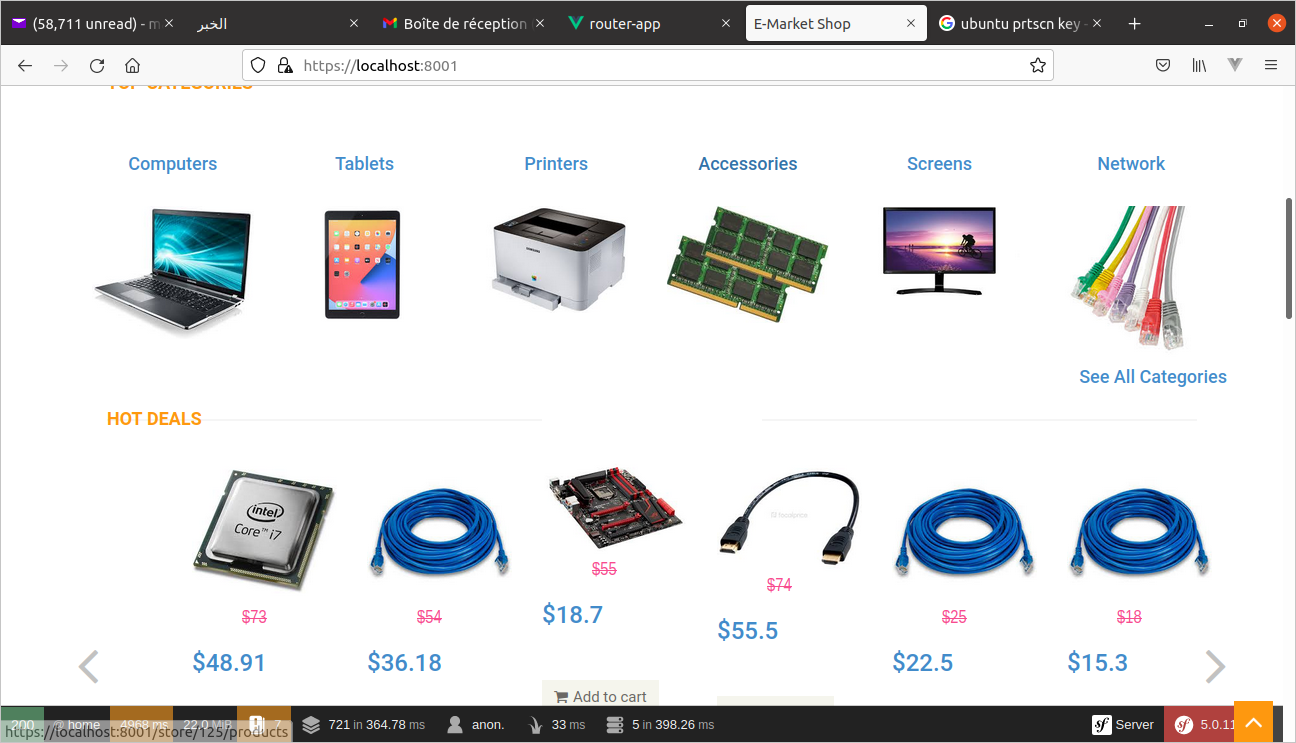 (58,711 unread) - m
الخبر
Boîte de réception
router-app
E-Market Shop
ubuntu prtscn key -
https://localhost:8001
TOP CATEGORIES
Computers
Tablets
Printers
Accessories
Screens
Network
See All Categories
HOT DEALS
intel
Core™ i7
$73
$54
$55
$74
$25
$18
$48.91
$36.18
$18.7
$55.5
$22.5
$15.3
Add to cart
200
@ home
4968 ms
22.0 MiB
7
721 in 364.78 ms
anon.
33 ms
5 in 398.26 ms
sf Server
sf 5.0.11
https://localhost:8001/store/125/products